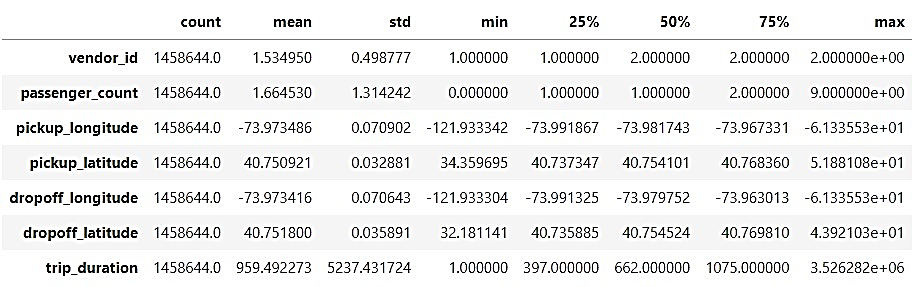 count mean std min 25% 50% 75% max
vendor_id 1458644.0 1.534950 0.498777 1.000000 1.000000 2.000000 2.000000 2.000000e+00
passenger_count 1458644.0 1.664530 1.314242 0.000000 1.000000 1.000000 2.000000 9.000000e+00
pickup_longitude 1458644.0 -73.973486 0.070902 -121.933342 -73.991867 -73.981743 -73.967331 -6.133553e+01
pickup_latitude 1458644.0 40.750921 0.032881 34.359695 40.737347 40.754101 40.768360 5.188108e+01
dropoff_longitude 1458644.0 -73.973416 0.070643 -121.933304 -73.991325 -73.979752 -73.963013 -6.133553e+01
dropoff_latitude 1458644.0 40.751800 0.035891 32.181141 40.735885 40.754524 40.769810 4.392103e+01
trip_duration 1458644.0 959.492273 5237.431724 1.000000 397.000000 662.000000 1075.000000 3.526282e+06